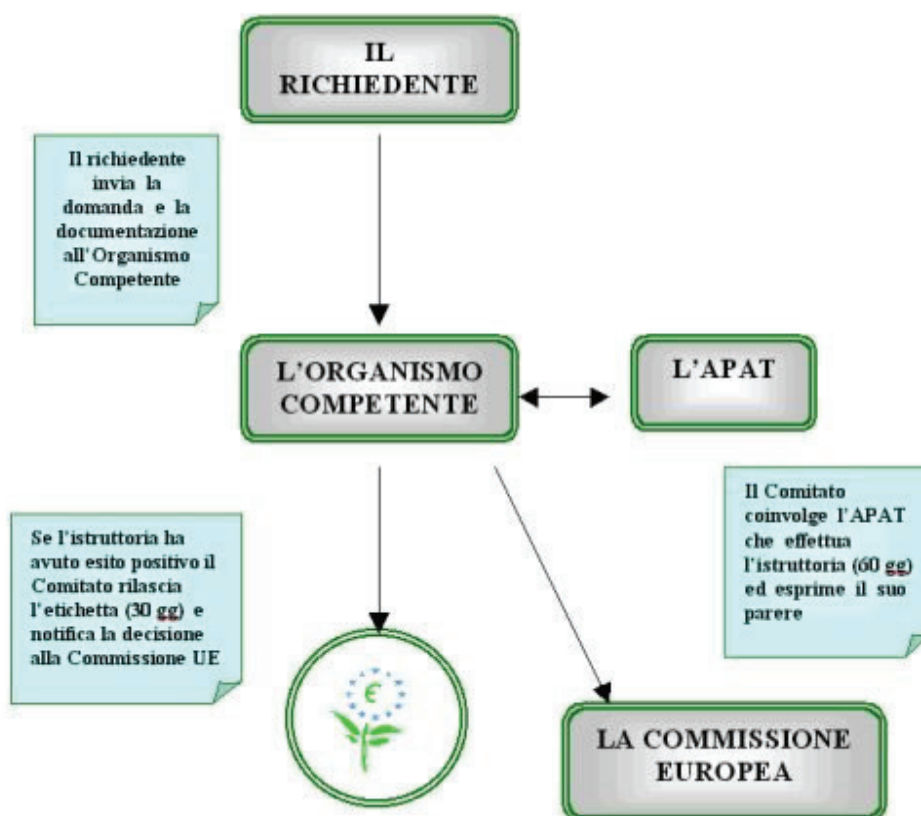 IL
RICHIEDENTE
Il richiedente
invia la
domanda e la
documentazione
all'Organismo
Competente
L'ORGANISMO
COMPETENTE
L'APAT
Il Comitato
coinvolge l'APAT
che effettua
l'istruttoria (60 gg)
ed esprime il suo
parere
Se l'istruttoria ha
avuto esito positivo il
Comitato rilascia
l'etichetta (30 gg) e
notifica la decisione
alla Commissione UE
€
LA COMMISSIONE
EUROPEA